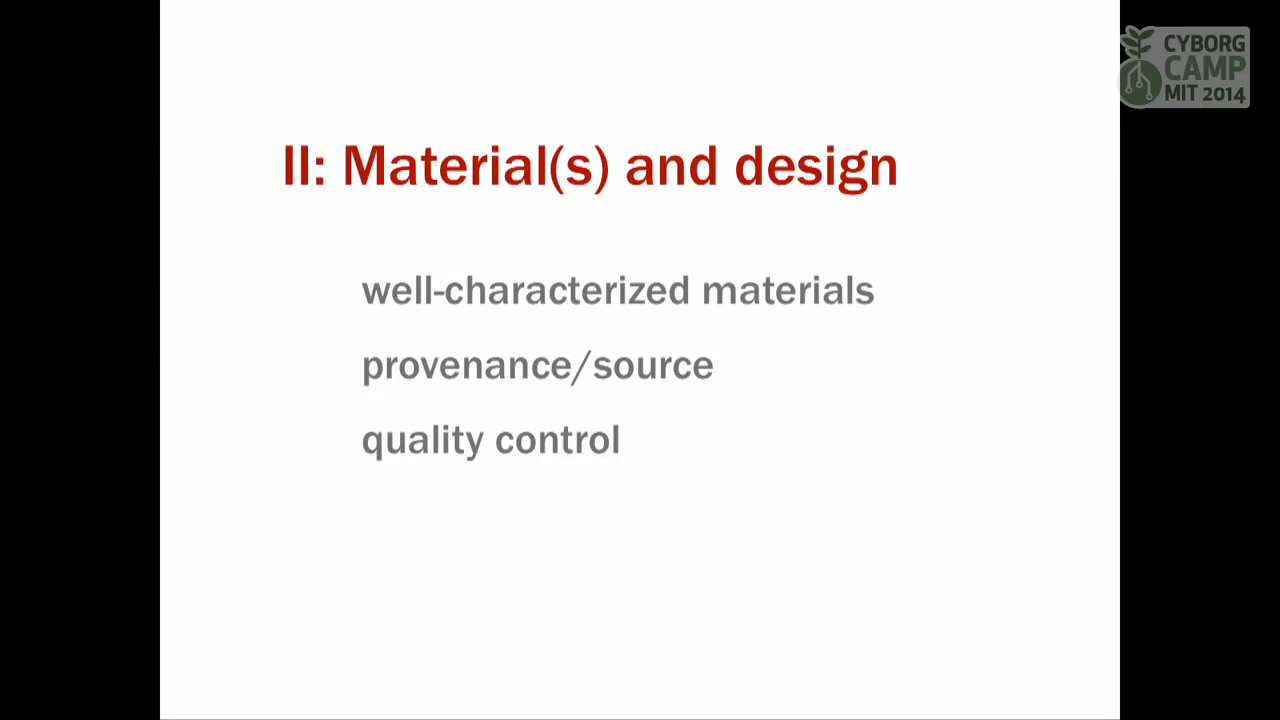 CYBORG
CAMP
MIT 2014
II: Material(s) and design
well-characterized materials
provenance/source
quality control